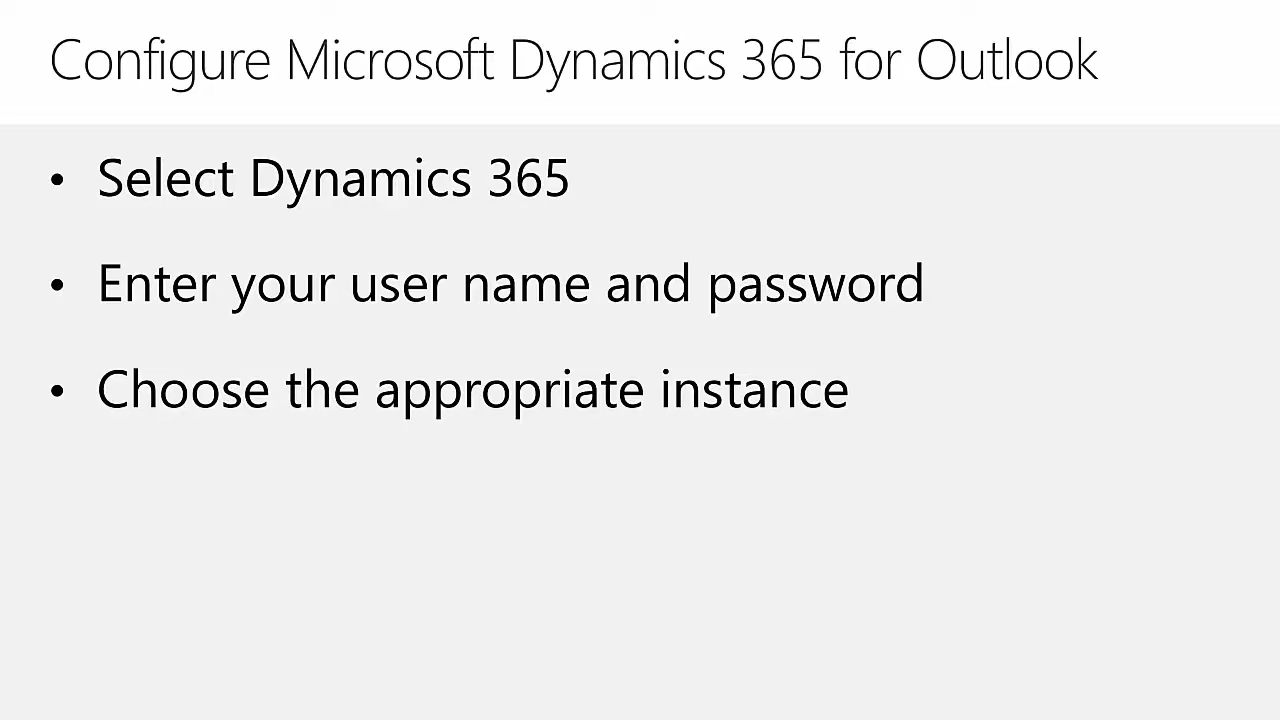 Configure Microsoft Dynamics 365 for Outlook
• Select Dynamics 365
• Enter your user name and password
• Choose the appropriate instance